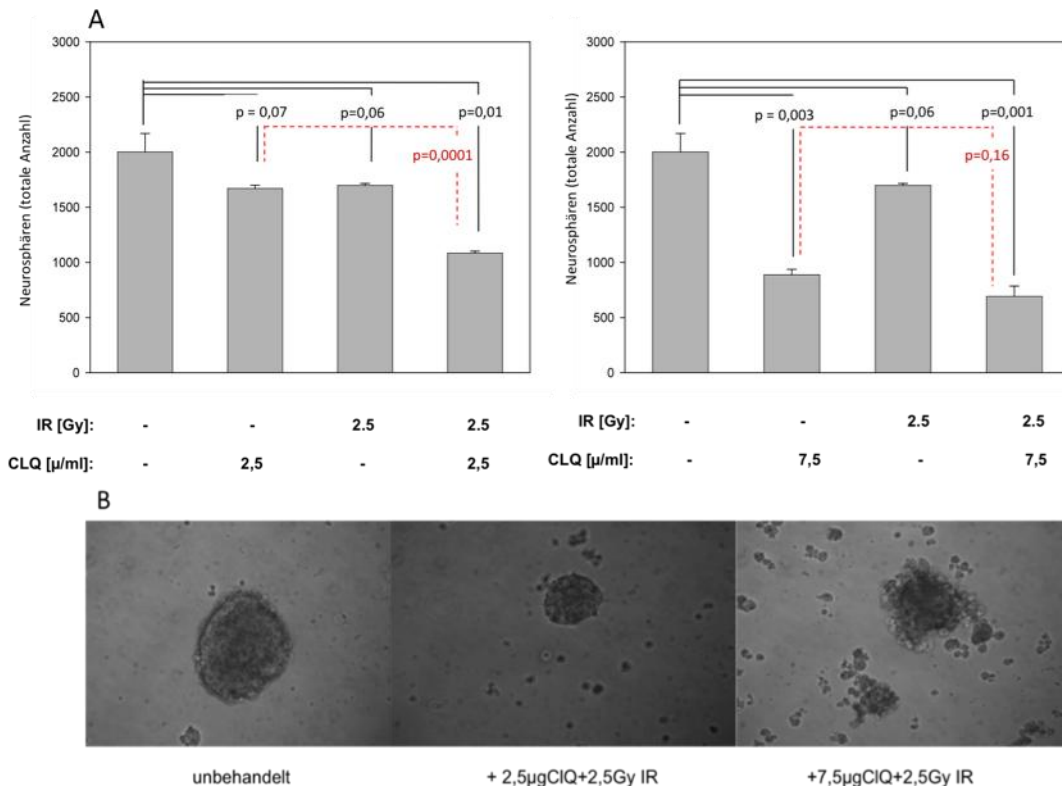 A
Neurosphären (totale Anzahl)
3000
2500
2000
1500
1000
500
0
p = 0,07
p=0,06
p=0,01
p=0,0001
IR [Gy]: - - 2.5 2.5
CLQ [µ/ml]: - 2,5 - 2,5
Neurosphären (totale Anzahl)
3000
2500
2000
1500
1000
500
0
p = 0,003
p=0,06
p=0,001
p=0,16
IR [Gy]: - - 2.5 2.5
CLQ [µ/ml]: - 7,5 - 7,5
B
unbehandelt
+ 2,5µgClQ+2,5Gy IR
+7,5µgClQ+2,5Gy IR